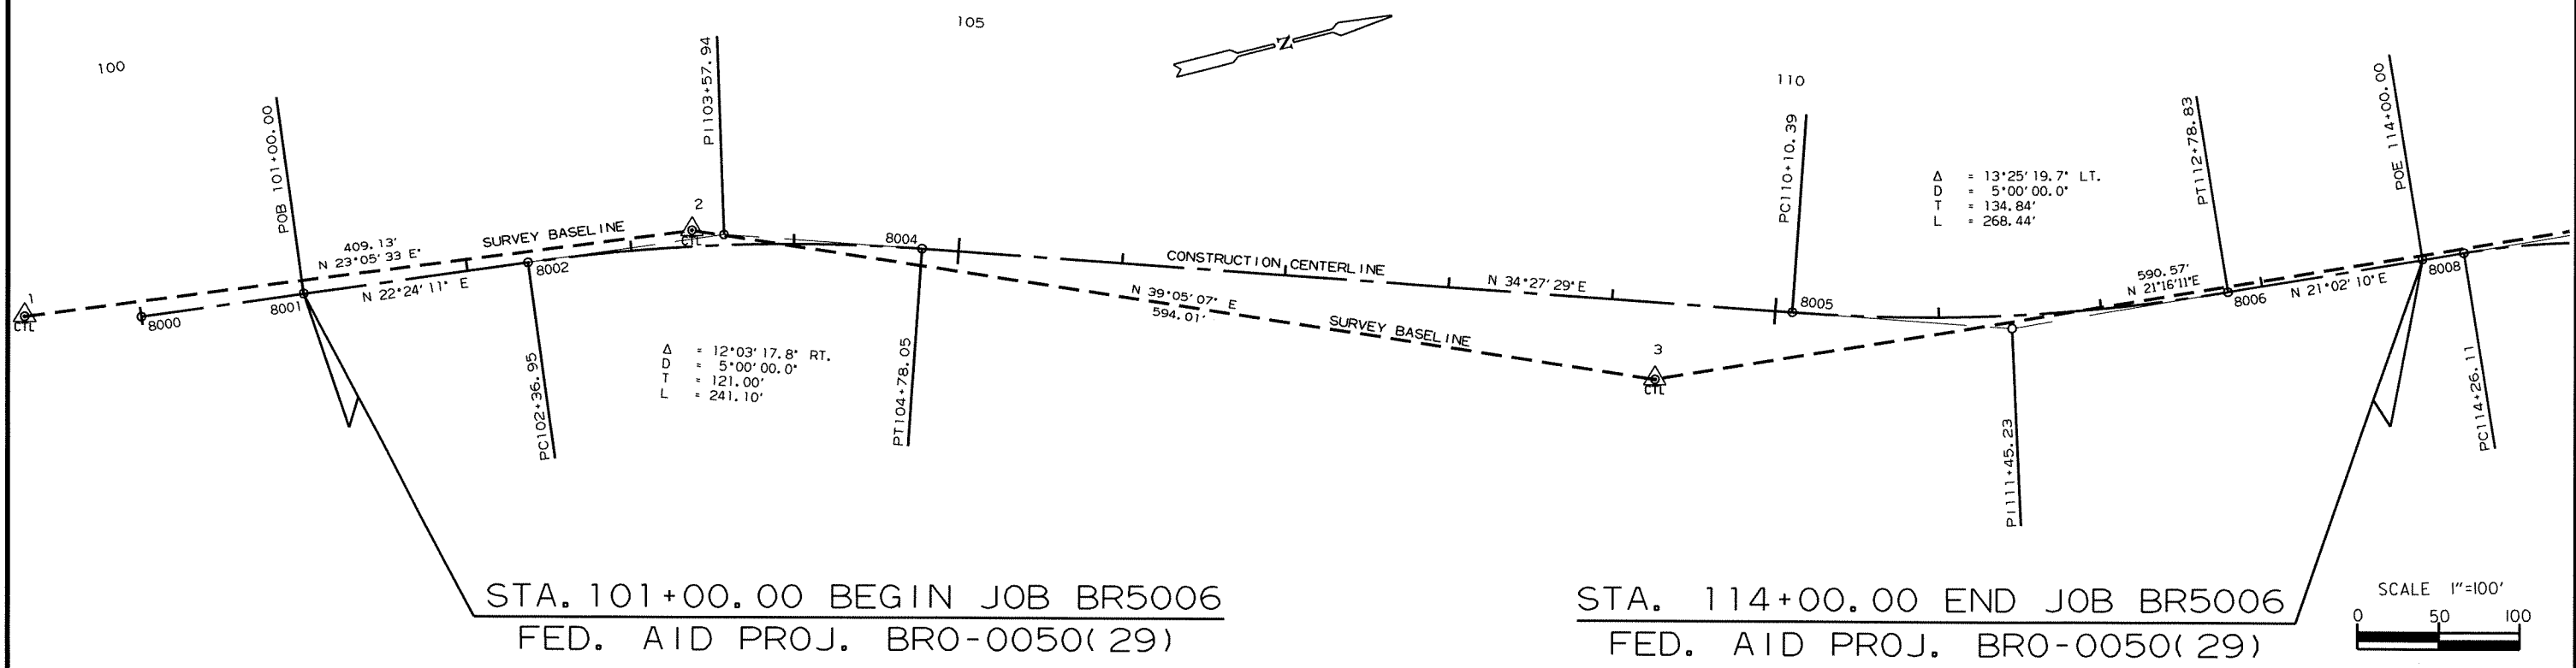 105
100
110
N
POB 101+00.00
PI103+57.94
PC110+10.39
PT112+78.83
POE 114+00.00
Δ = 13°25'19.7" LT.
D = 5°00'00.0"
T = 134.84'
L = 268.44'
2
CTL
409.13'
N 23°05'33 E"
SURVEY BASELINE
8004
CONSTRUCTION CENTERLINE
N 34°27'29"E
8002
1
CTL
8000
8001
N 22°24'11" E
N 39°05'07" E
594.01'
SURVEY BASELINE
8005
590.57'
N 21°16'11"E
8006
N 21°02'10"E
8008
3
CTL
Δ = 12°03'17.8" RT.
D = 5°00'00.0"
T = 121.00'
L = 241.10'
PC102+36.95
PT104+78.05
PI111+45.23
PC114+26.11
STA. 101+00.00 BEGIN JOB BR5006
FED. AID PROJ. BRO-0050(29)
STA. 114+00.00 END JOB BR5006
FED. AID PROJ. BRO-0050(29)
SCALE 1"=100'
0 50 100